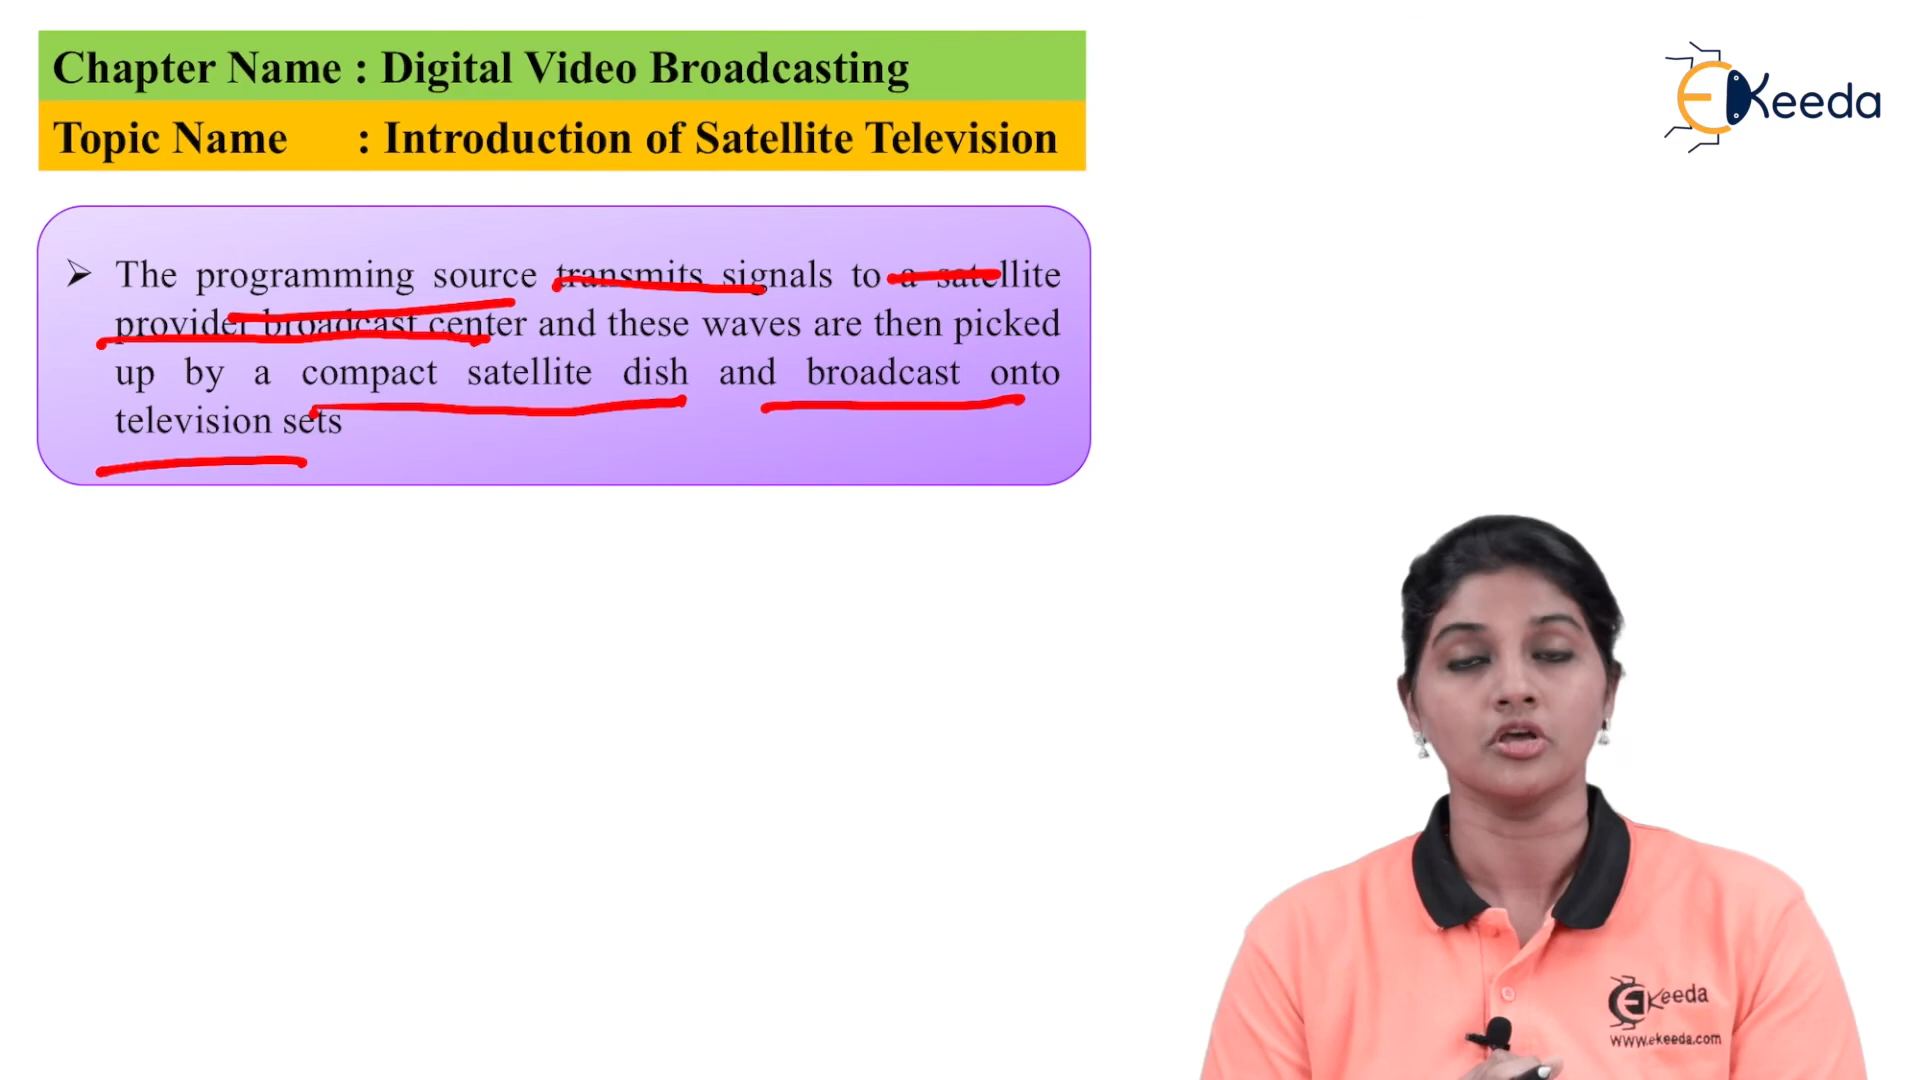 Chapter Name : Digital Video Broadcasting
Topic Name : Introduction of Satellite Television
EKeeda
➢ The programming source transmits signals to a satellite
provider broadcast center and these waves are then picked
up by a compact satellite dish and broadcast onto
television sets
EKeeda
www.ekeeda.com